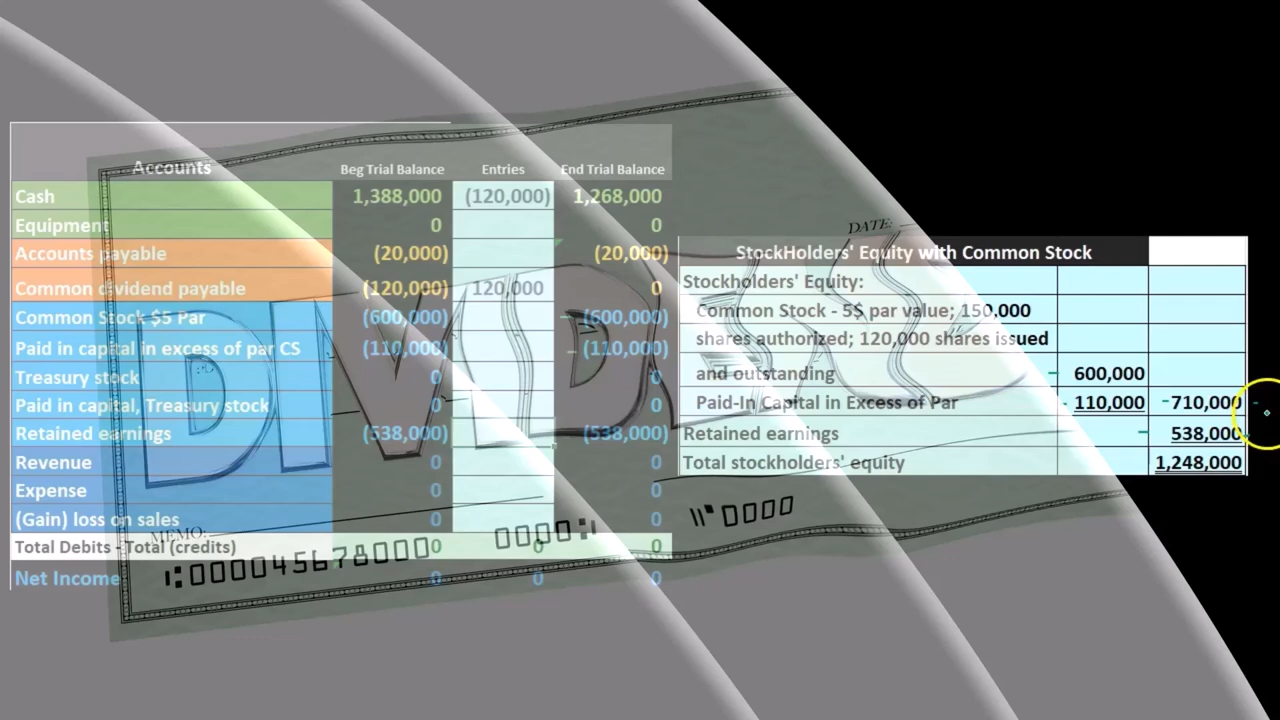 Accounts Beg Trial Balance Entries End Trial Balance
Cash 1,388,000 (120,000) 1,268,000
Equipment 0 0
Accounts payable (20,000) (20,000)
Common dividend payable (120,000) 120,000 0
Common Stock $5 Par (600,000) (600,000)
Paid in capital in excess of par CS (110,000) (110,000)
Treasury stock 0 0
Paid in capital, Treasury stock 0 0
Retained earnings (538,000) (538,000)
Revenue 0 0
Expense 0 0
(Gain) loss on sales 0 0
Total Debits - Total (credits) 0 0 0
Net Income 0 0 0
DATE:
StockHolders' Equity with Common Stock
Stockholders' Equity:
Common Stock - 5$ par value; 150,000
shares authorized; 120,000 shares issued
and outstanding 600,000
Paid-In Capital in Excess of Par 110,000 710,000
Retained earnings 538,000
Total stockholders' equity 1,248,000
MEMO:
000045678000 0000 0000